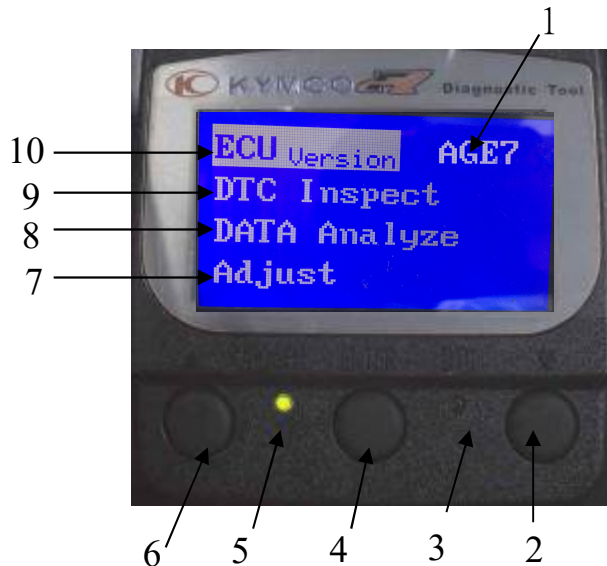 1
KYMCO Diagnostic Tool
10 ECU Version AGE7
9 DTC Inspect
8 DATA Analyze
7 Adjust
6 5 4 3 2